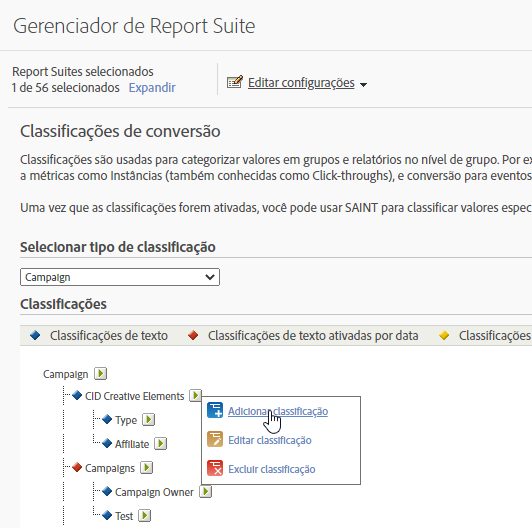 Gerenciador de Report Suite
Report Suites selecionados
1 de 56 selecionados Expandir
Editar configurações
Classificações de conversão
Classificações são usadas para categorizar valores em grupos e relatórios no nível de grupo. Por ex
a métricas como Instâncias (também conhecidas como Click-throughs), e conversão para eventos
Uma vez que as classificações forem ativadas, você pode usar SAINT para classificar valores espec
Selecionar tipo de classificação
Campaign
Classificações
Classificações de texto Classificações de texto ativadas por data Classificações
Campaign
CID Creative Elements
Adicionar classificação
Type
Editar classificação
Affiliate
Excluir classificação
Campaigns
Campaign Owner
Test